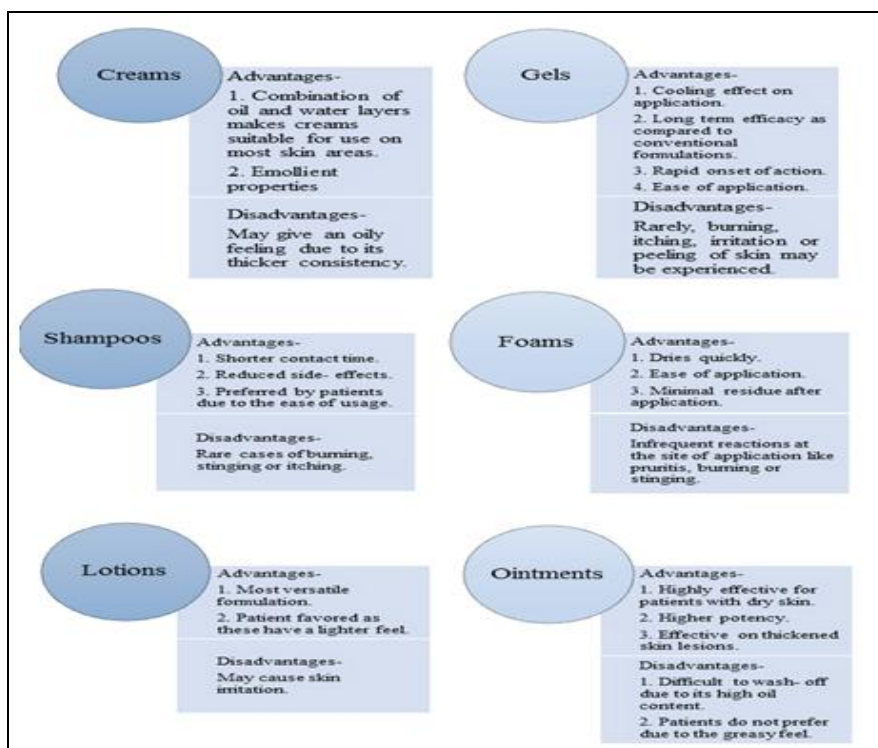 Creams
Advantages-
1. Combination of
oil and water layers
makes creams
suitable for use on
most skin areas.
2. Emollient
properties
Disadvantages-
May give an oily
feeling due to its
thicker consistency.
Gels
Advantages-
1. Cooling effect on
application.
2. Long term efficacy as
compared to
conventional
formulations.
3. Rapid onset of action.
4. Ease of application.
Disadvantages-
Rarely, burning,
itching, irritation or
peeling of skin may
be experienced.
Shampoos
Advantages-
1. Shorter contact time.
2. Reduced side- effects.
3. Preferred by patients
due to the ease of usage.
Disadvantages-
Rare cases of burning,
stinging or itching.
Foams
Advantages-
1. Dries quickly.
2. Ease of application.
3. Minimal residue after
application.
Disadvantages-
Infrequent reactions at
the site of application like
pruritis, burning or
stinging.
Lotions
Advantages-
1. Most versatile
formulation.
2. Patient favored as
these have a lighter feel.
Disadvantages-
May cause skin
irritation.
Ointments
Advantages-
1. Highly effective for
patients with dry skin.
2. Higher potency.
3. Effective on thickened
skin lesions.
Disadvantages-
1. Difficult to wash- off
due to its high oil
content.
2. Patients do not prefer
due to the greasy feel.